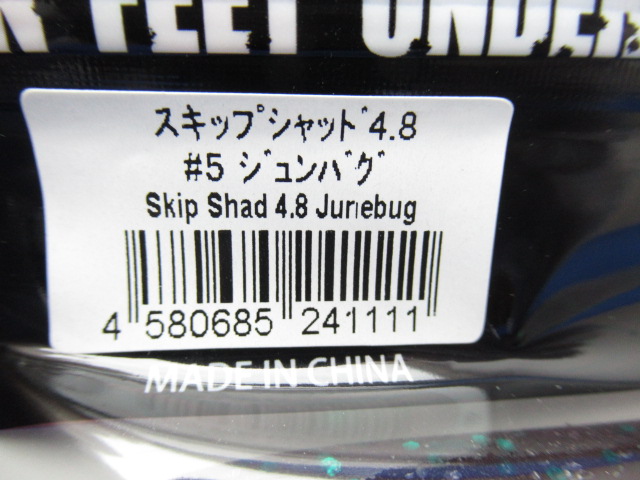 FEET UNDER
スキップシャッド4.8
#5 ジュンバグ
Skip Shad 4.8 Junebug
4 580685 241111
MADE IN CHINA